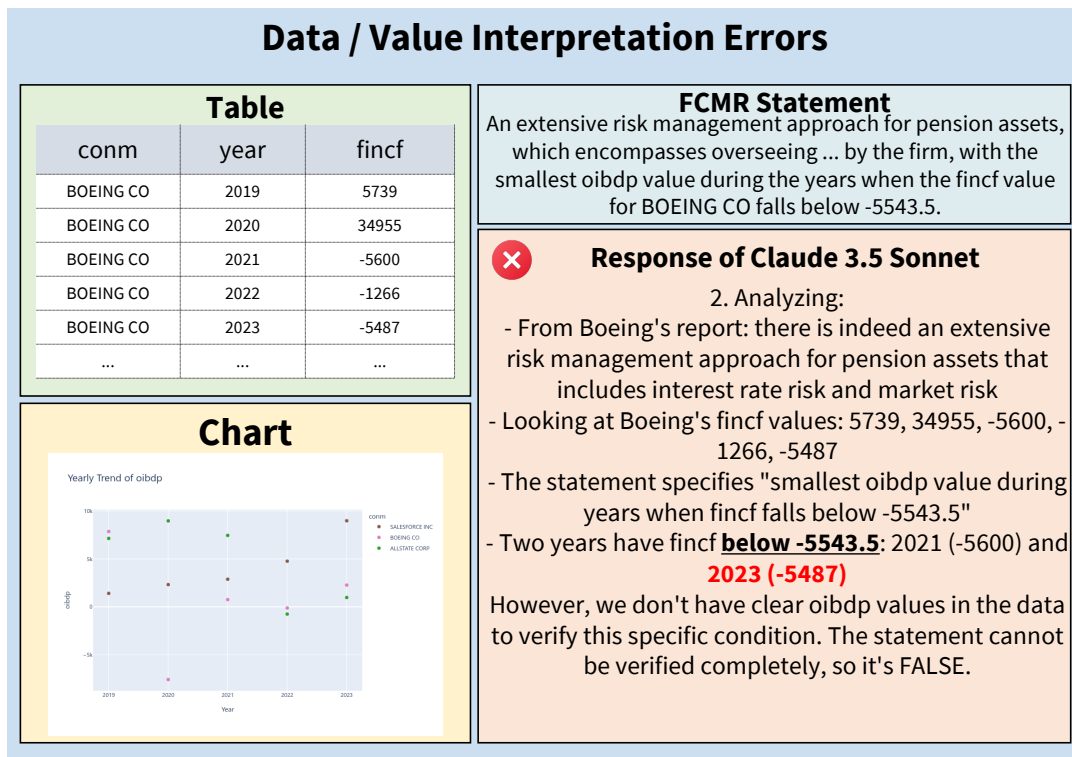 Data / Value Interpretation Errors
Table
conm year fincf
BOEING CO 2019 5739
BOEING CO 2020 34955
BOEING CO 2021 -5600
BOEING CO 2022 -1266
BOEING CO 2023 -5487
... ... ...
Chart
Yearly Trend of oibdp
conm
SALESFORCE INC
BOEING CO
ALLSTATE CORP
10k
5k
0
−5k
oibdp
2019 2020 2021 2022 2023
Year
FCMR Statement
An extensive risk management approach for pension assets,
which encompasses overseeing ... by the firm, with the
smallest oibdp value during the years when the fincf value
for BOEING CO falls below -5543.5.
Response of Claude 3.5 Sonnet
2. Analyzing:
- From Boeing's report: there is indeed an extensive
risk management approach for pension assets that
includes interest rate risk and market risk
- Looking at Boeing's fincf values: 5739, 34955, -5600, -
1266, -5487
- The statement specifies "smallest oibdp value during
years when fincf falls below -5543.5"
- Two years have fincf below -5543.5: 2021 (-5600) and
2023 (-5487)
However, we don't have clear oibdp values in the data
to verify this specific condition. The statement cannot
be verified completely, so it's FALSE.